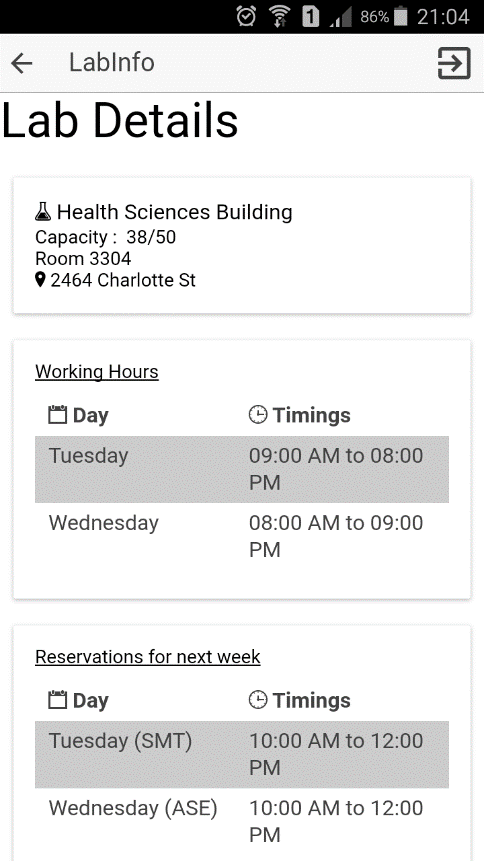 1 86% 21:04
LabInfo
Lab Details
Health Sciences Building
Capacity : 38/50
Room 3304
2464 Charlotte St
Working Hours
Day Timings
Tuesday 09:00 AM to 08:00
PM
Wednesday 08:00 AM to 09:00
PM
Reservations for next week
Day Timings
Tuesday (SMT) 10:00 AM to 12:00
PM
Wednesday (ASE) 10:00 AM to 12:00
PM